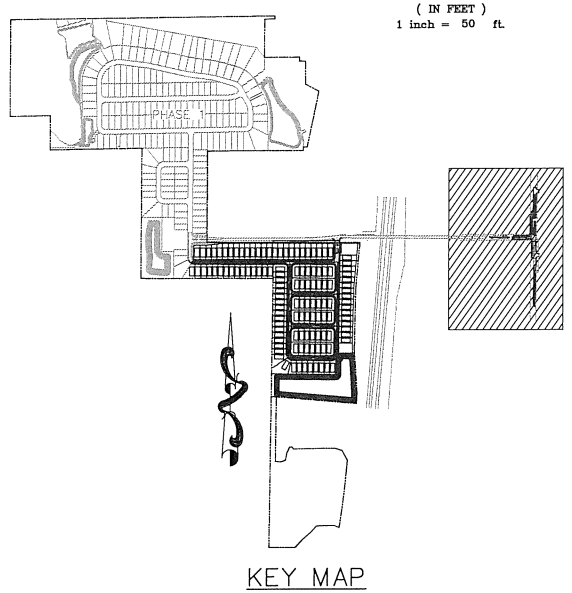 ( IN FEET )
1 inch = 50 ft.
PHASE 1
KEY MAP